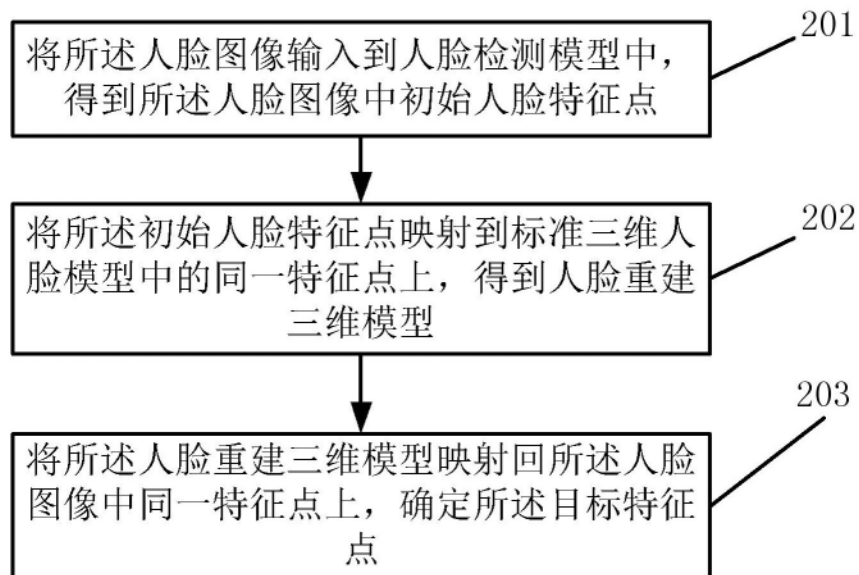 将所述人脸图像输入到人脸检测模型中，
得到所述人脸图像中初始人脸特征点
201
将所述初始人脸特征点映射到标准三维人
脸模型中的同一特征点上，得到人脸重建
三维模型
202
将所述人脸重建三维模型映射回所述人脸
图像中同一特征点上，确定所述目标特征
点
203